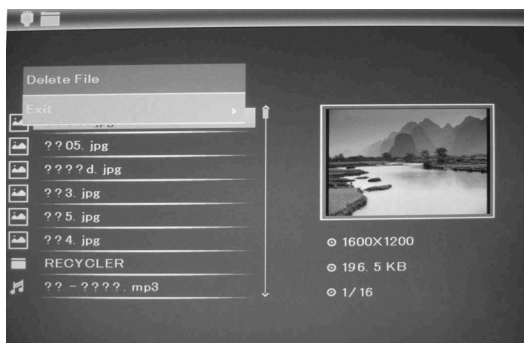 Delete File
Exit
.jpg
??05. jpg
????d. jpg
??3. jpg
??5. jpg
??4. jpg
RECYCLER
?? -????. mp3
1600X1200
196. 5 KB
1/16